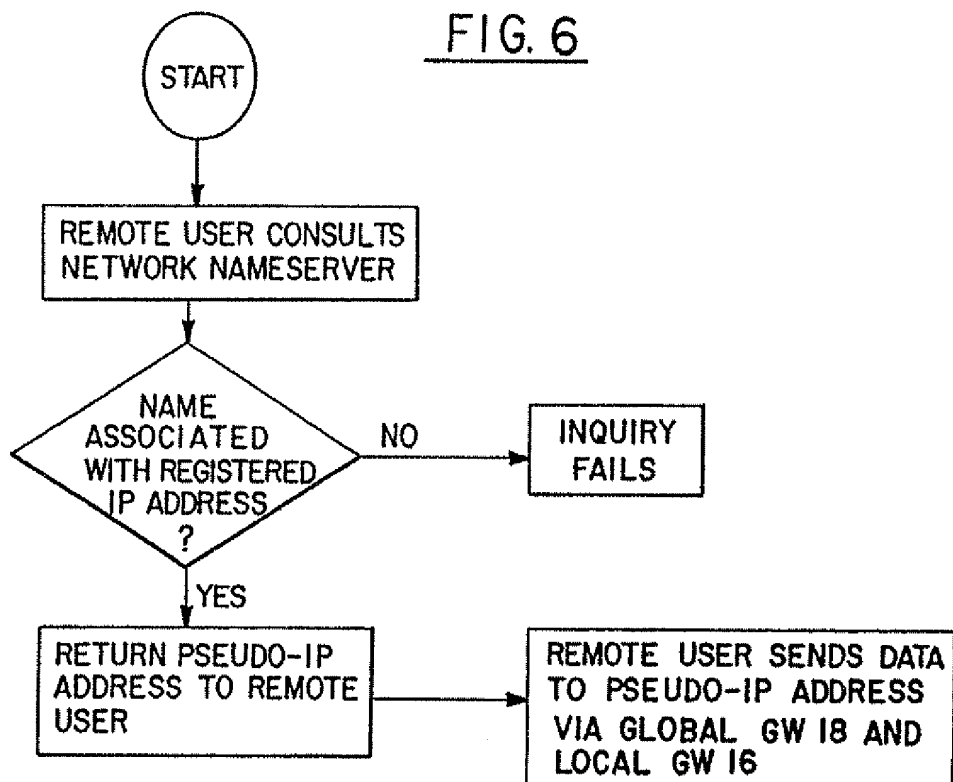 FIG. 6
START
REMOTE USER CONSULTS
NETWORK NAMESERVER
NAME
ASSOCIATED
WITH REGISTERED
IP ADDRESS
?
NO
INQUIRY
FAILS
YES
RETURN PSEUDO-IP
ADDRESS TO REMOTE
USER
REMOTE USER SENDS DATA
TO PSEUDO-IP ADDRESS
VIA GLOBAL GW 18 AND
LOCAL GW 16